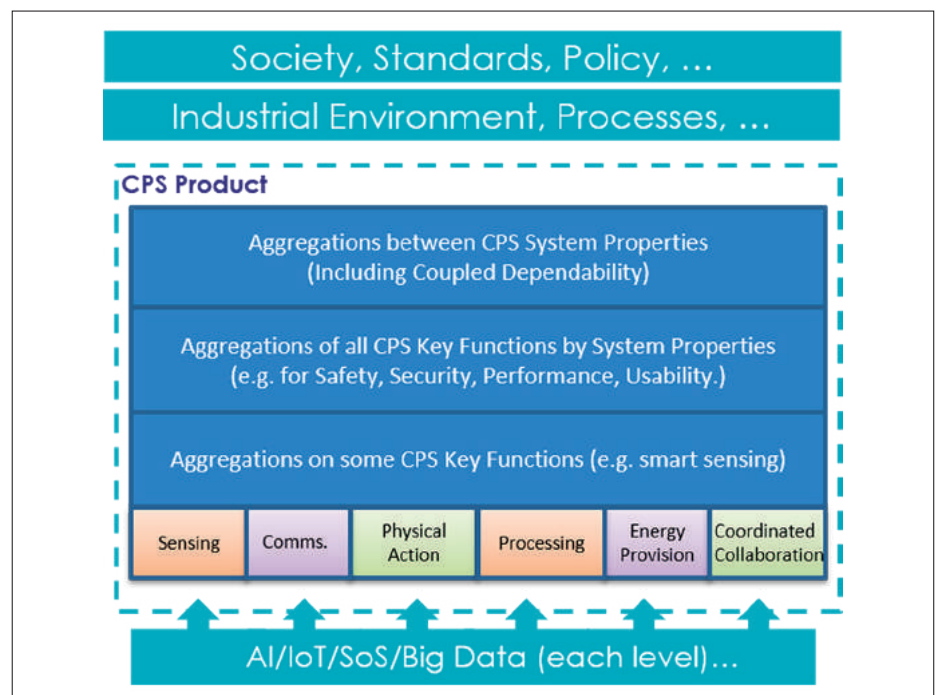 Society, Standards, Policy, ...
Industrial Environment, Processes, ...
CPS Product
Aggregations between CPS System Properties
(Including Coupled Dependability)
Aggregations of all CPS Key Functions by System Properties
(e.g. for Safety, Security, Performance, Usability.)
Aggregations on some CPS Key Functions (e.g. smart sensing)
Sensing
Comms.
Physical
Action
Processing
Energy
Provision
Coordinated
Collaboration
AI/IoT/SoS/Big Data (each level)...